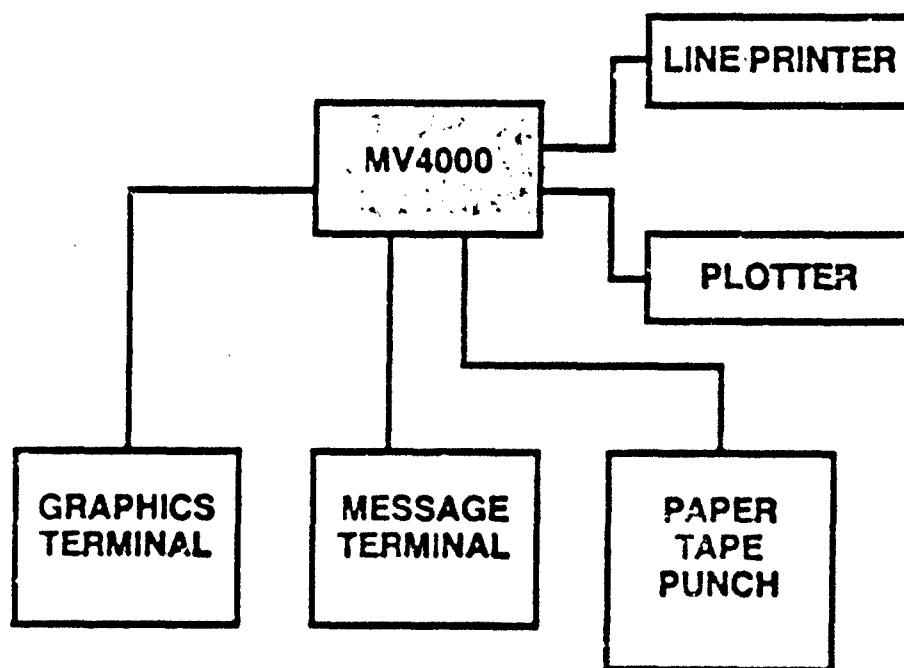 LINE PRINTER
MV4000
PLOTTER
GRAPHICS
TERMINAL
MESSAGE
TERMINAL
PAPER
TAPE
PUNCH